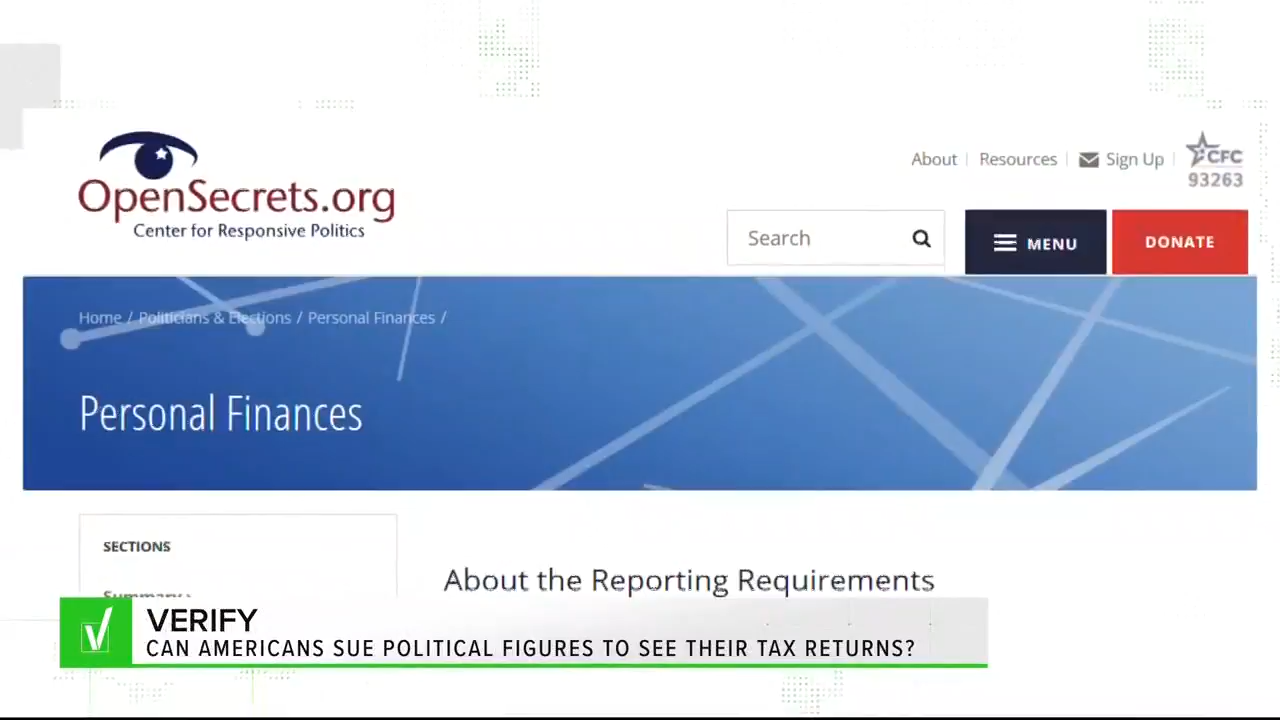 OpenSecrets.org
Center for Responsive Politics
About
Resources
Sign Up
CFC
93263
Search
MENU
DONATE
Home / Politicians & Elections / Personal Finances /
Personal Finances
SECTIONS
Summary
About the Reporting Requirements
VERIFY
CAN AMERICANS SUE POLITICAL FIGURES TO SEE THEIR TAX RETURNS?